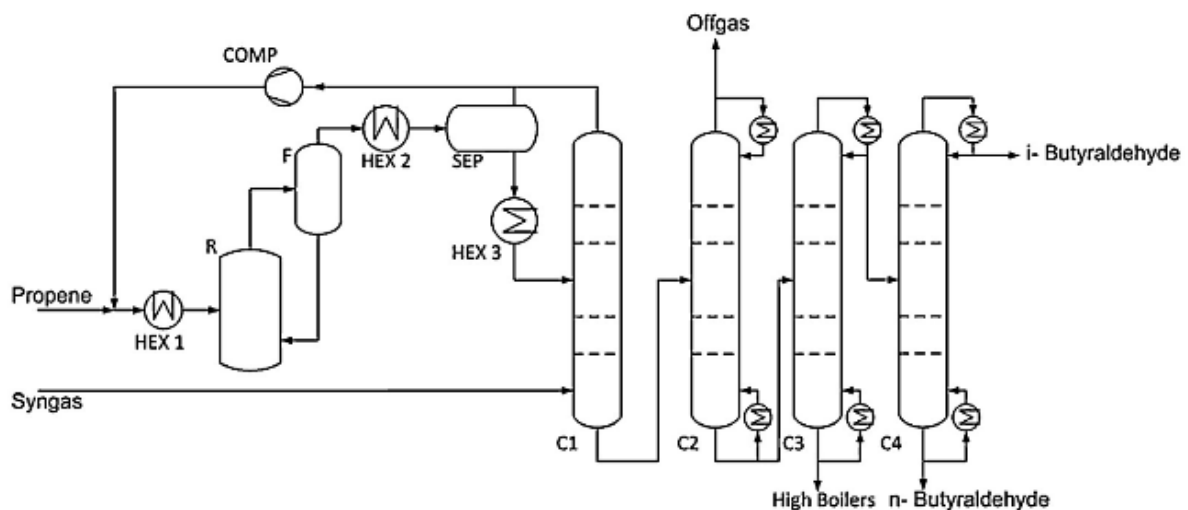 Offgas
COMP
HEX 2
SEP
F
i- Butyraldehyde
HEX 3
R
Propene
HEX 1
Syngas
C1
C2
C3
C4
High Boilers
n- Butyraldehyde